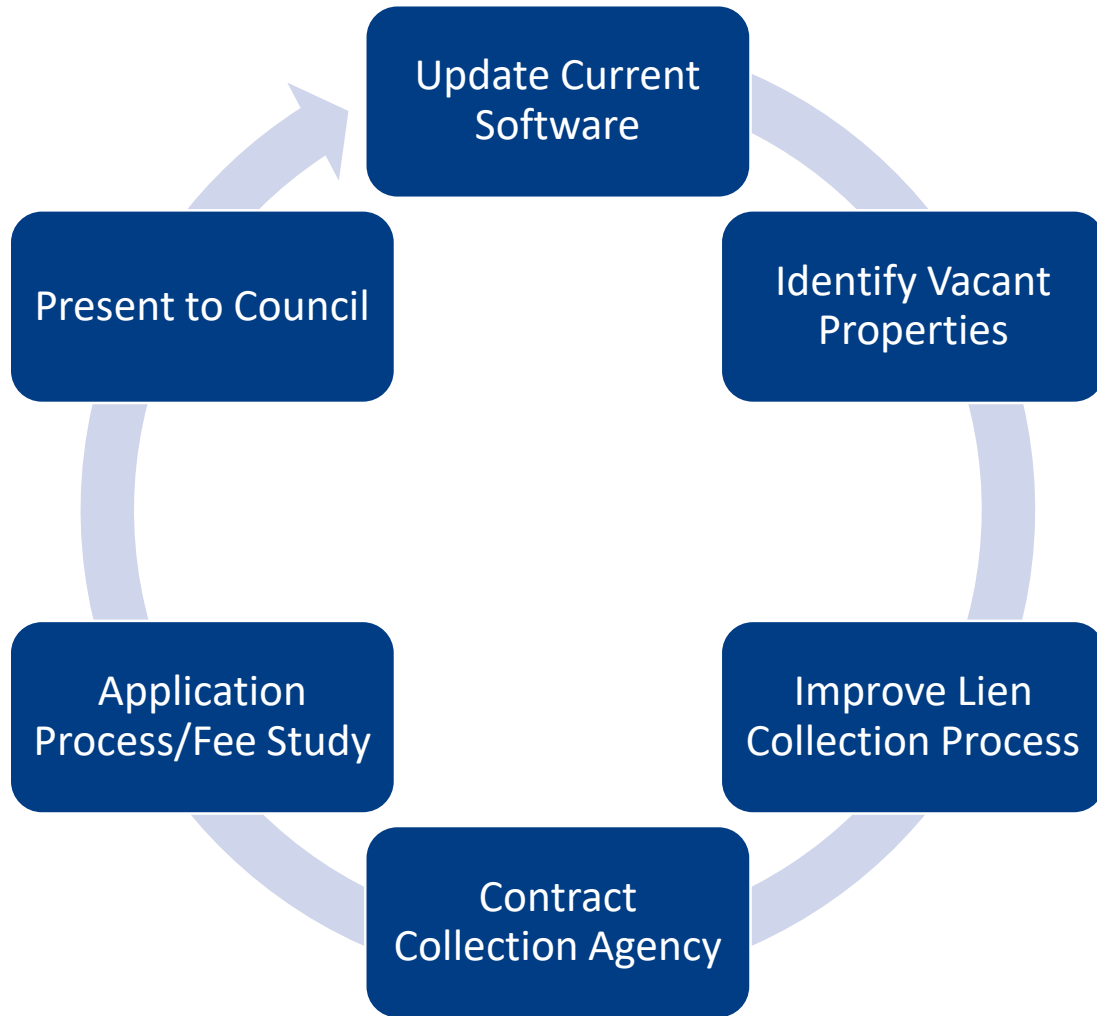 Update Current
Software
Identify Vacant
Properties
Improve Lien
Collection Process
Contract
Collection Agency
Application
Process/Fee Study
Present to Council